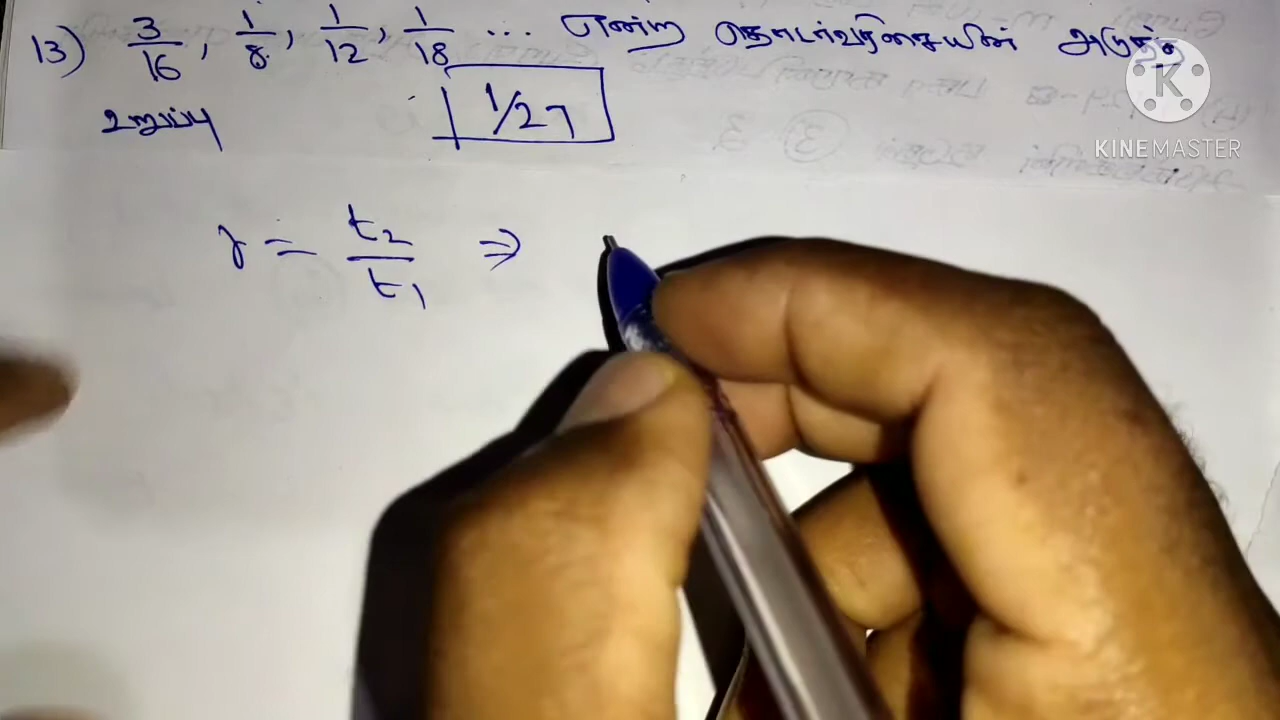 13) 3/16, 1/8, 1/12, 1/18 ... என்ற தொடர்வரிசையின் அடுத்த
உறுப்பு 1/27
r = t₂/t₁ ⇒
K
KINEMASTER